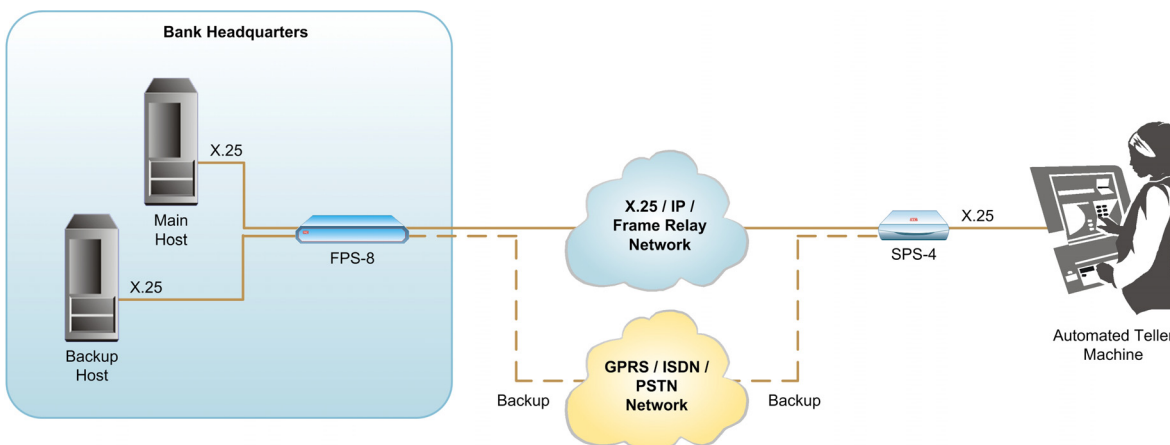 Bank Headquarters
X.25
Main
Host
X.25
Backup
Host
FPS-8
X.25 / IP /
Frame Relay
Network
GPRS / ISDN /
PSTN
Network
Backup
Backup
SPS-4
X.25
Automated Teller
Machine